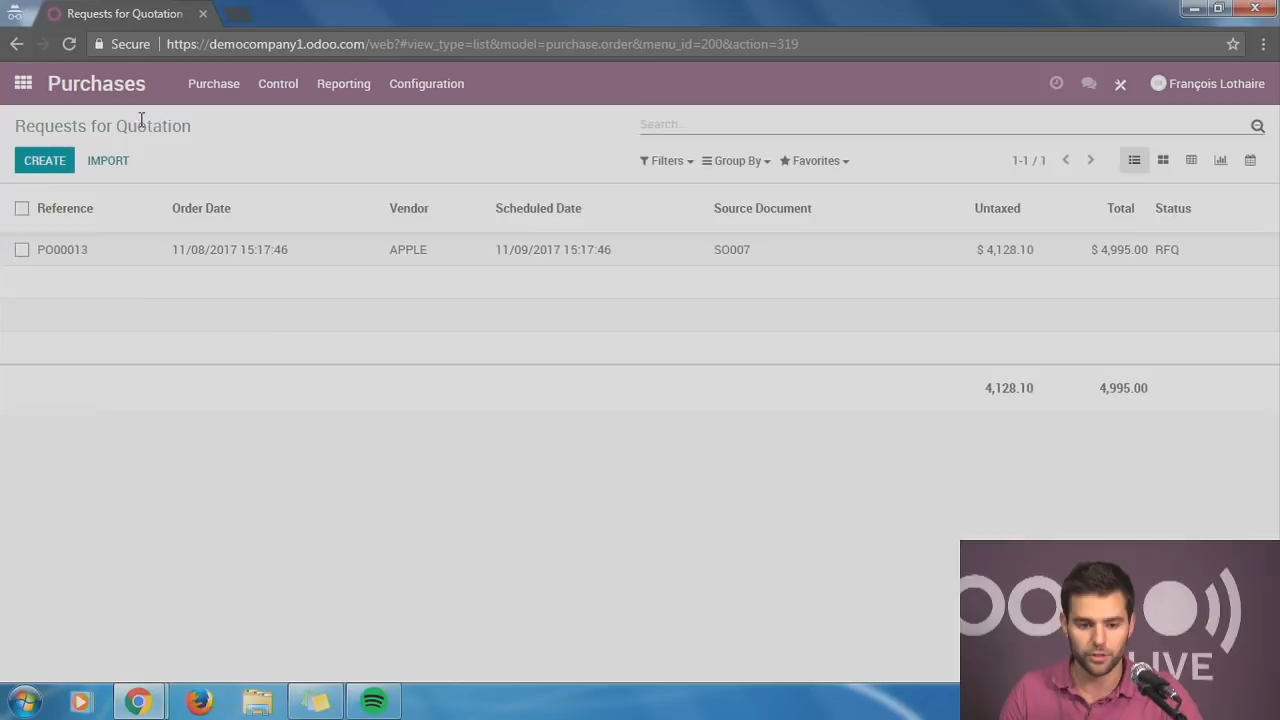 Requests for Quotation
Secure https://democompany1.odoo.com/web?#view_type=list&model=purchase.order&menu_id=200&action=319
Purchases Purchase Control Reporting Configuration François Lothaire
Requests for Quotation Search...
CREATE IMPORT Filters Group By Favorites 1-1 / 1
Reference Order Date Vendor Scheduled Date Source Document Untaxed Total Status
PO00013 11/08/2017 15:17:46 APPLE 11/09/2017 15:17:46 SO007 $ 4,128.10 $ 4,995.00 RFQ
4,128.10 4,995.00
LIVE